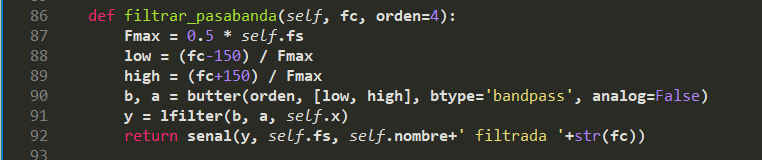 86 def filtrar_pasabanda(self, fc, orden=4):
87 Fmax = 0.5 * self.fs
88 low = (fc-150) / Fmax
89 high = (fc+150) / Fmax
90 b, a = butter(orden, [low, high], btype='bandpass', analog=False)
91 y = lfilter(b, a, self.x)
92 return senal(y, self.fs, self.nombre+' filtrada '+str(fc))
93